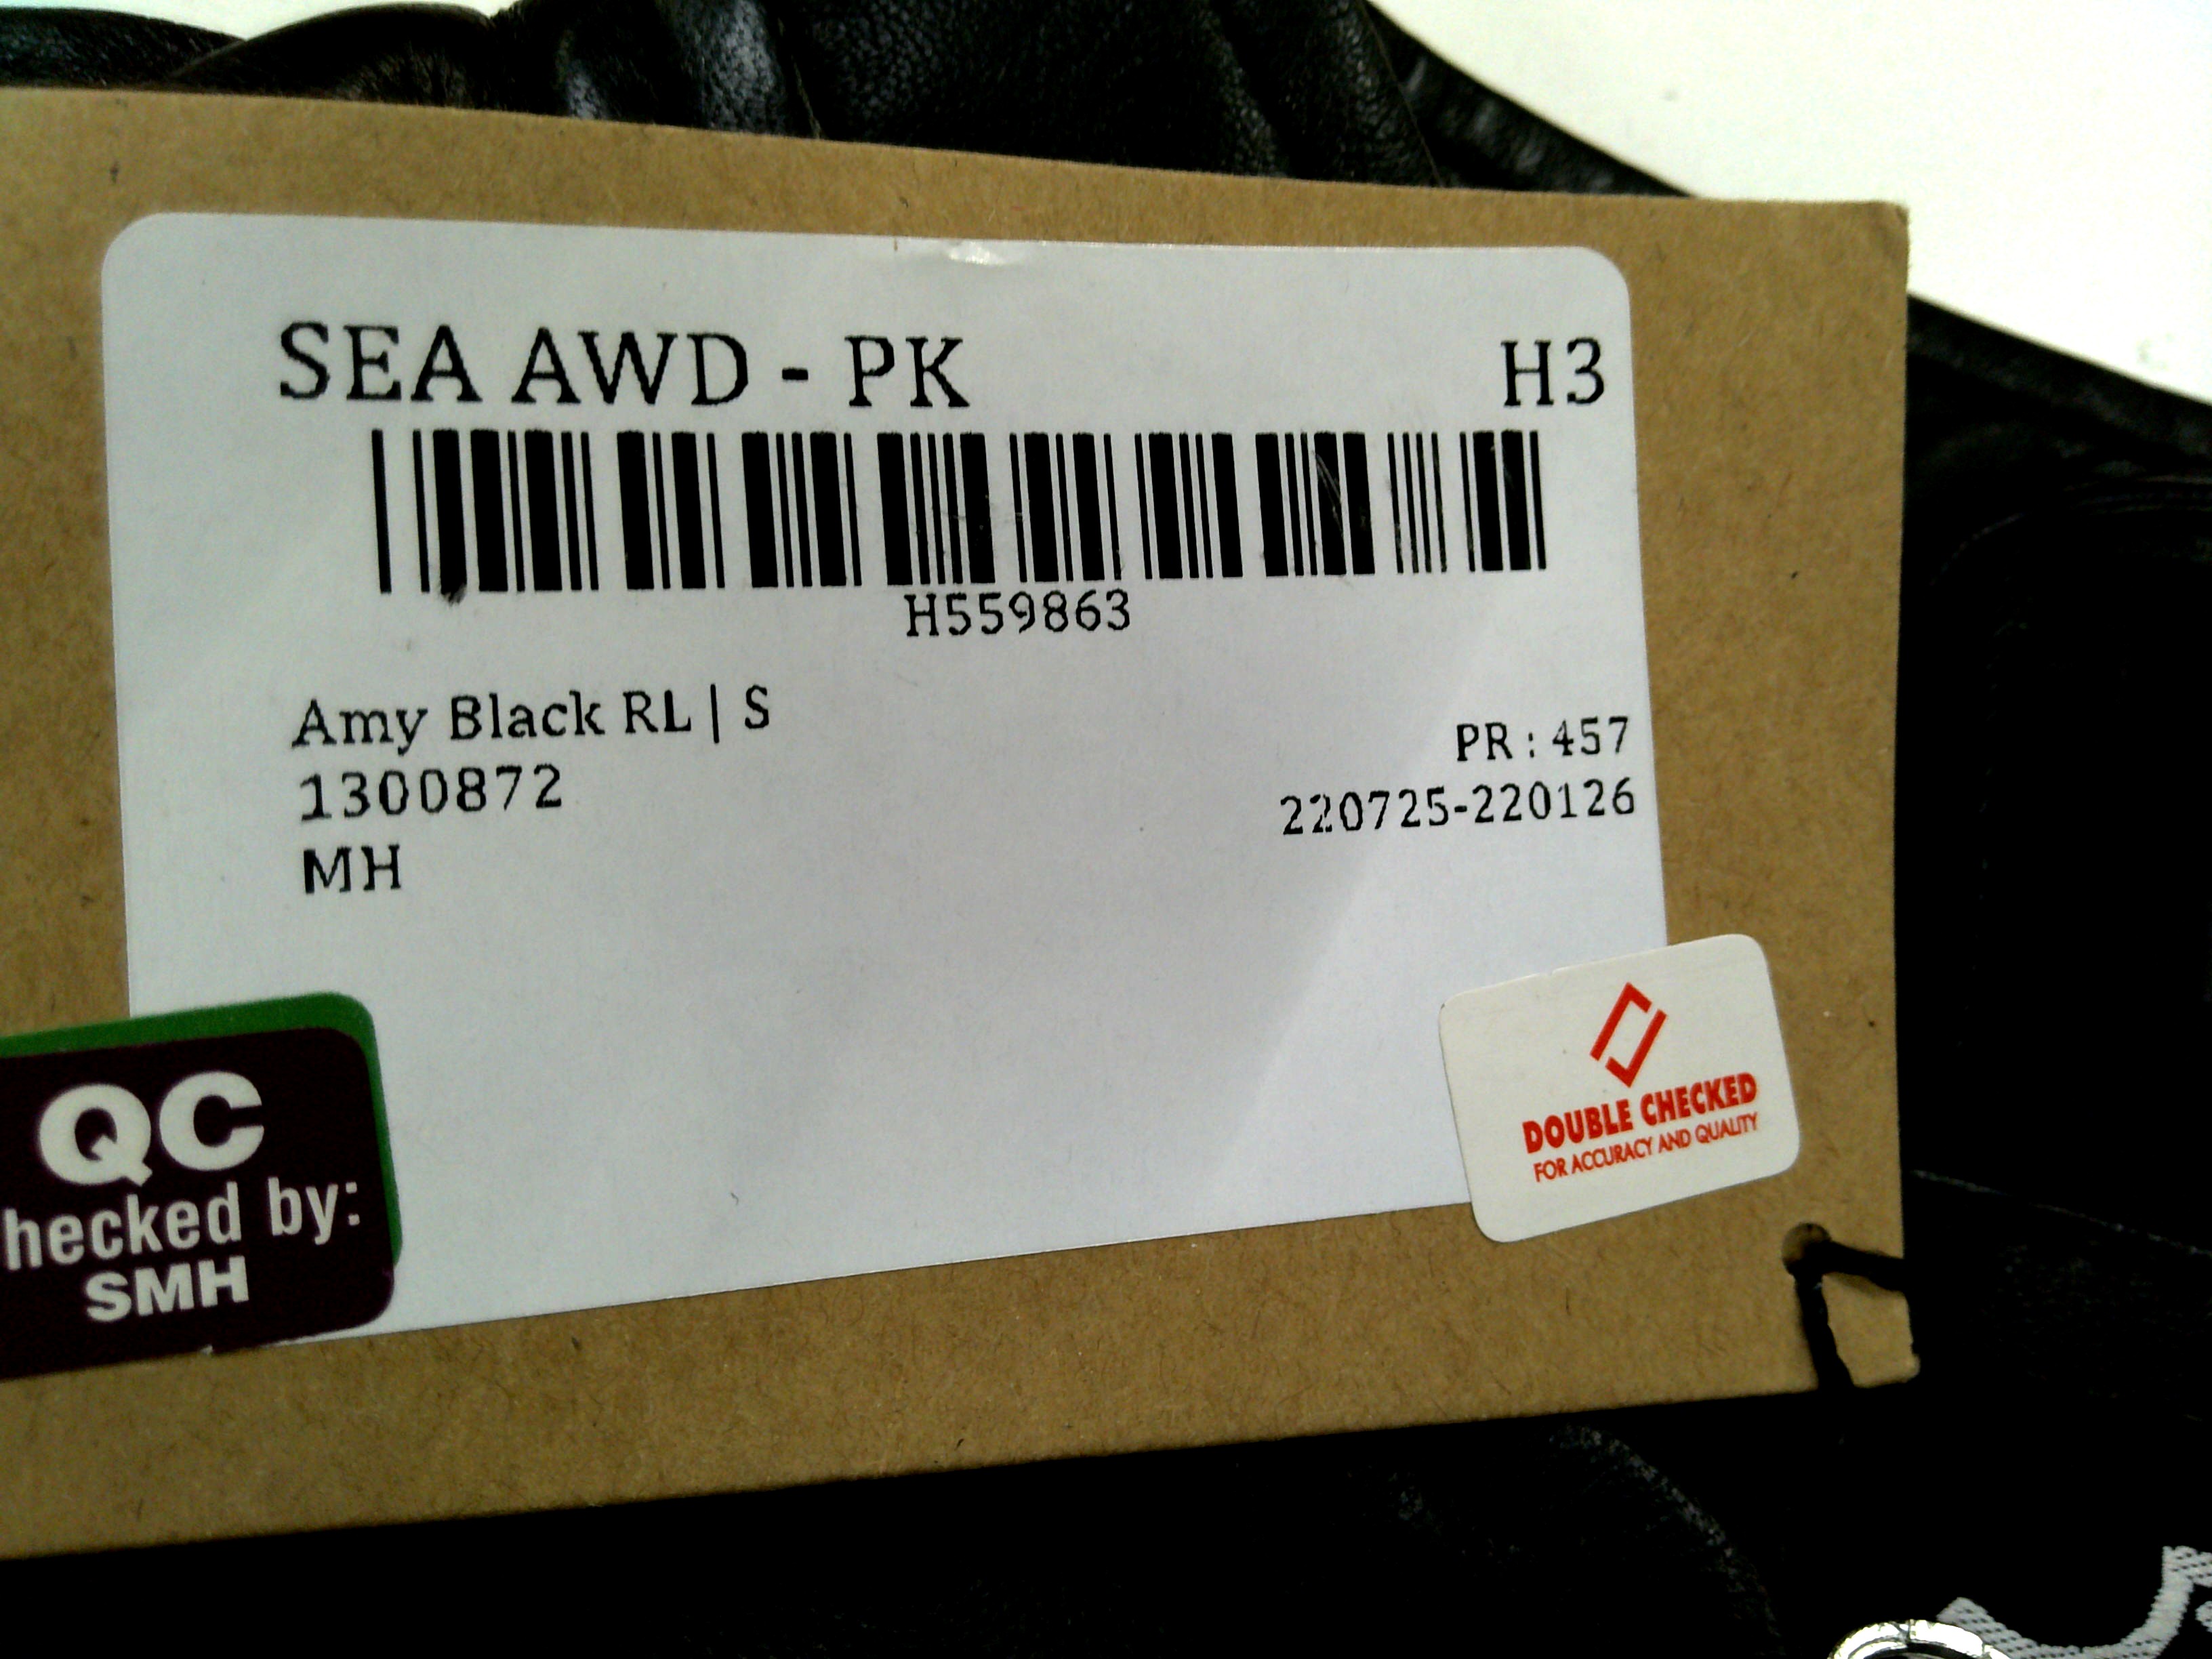 SEA AWD - PK H3
H559863
Amy Black RL | S
1300872
MH
PR : 457
220725-220126
QC
hecked by:
SMH
DOUBLE CHECKED
FOR ACCURACY AND QUALITY